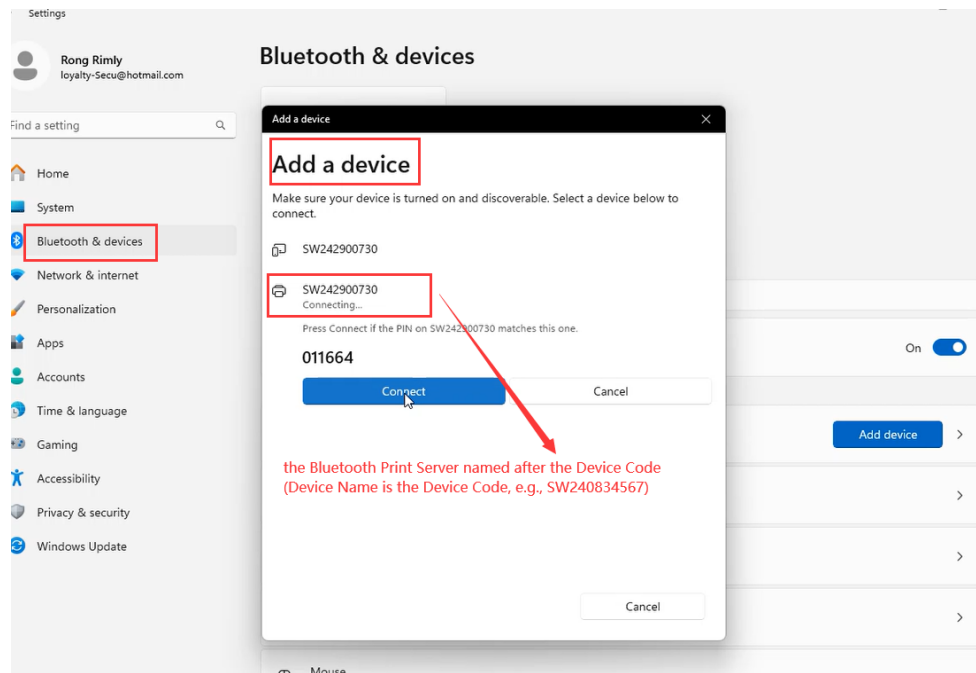 Settings
Rong Rimly
loyalty-Secu@hotmail.com
Find a setting
Home
System
Bluetooth & devices
Network & internet
Personalization
Apps
Accounts
Time & language
Gaming
Accessibility
Privacy & security
Windows Update
Bluetooth & devices
Add a device
Add a device
Make sure your device is turned on and discoverable. Select a device below to
connect.
SW242900730
SW242900730
Connecting...
Press Connect if the PIN on SW242900730 matches this one.
011664
Connect
Cancel
the Bluetooth Print Server named after the Device Code
(Device Name is the Device Code, e.g., SW240834567)
Cancel
On
Add device
Mouse